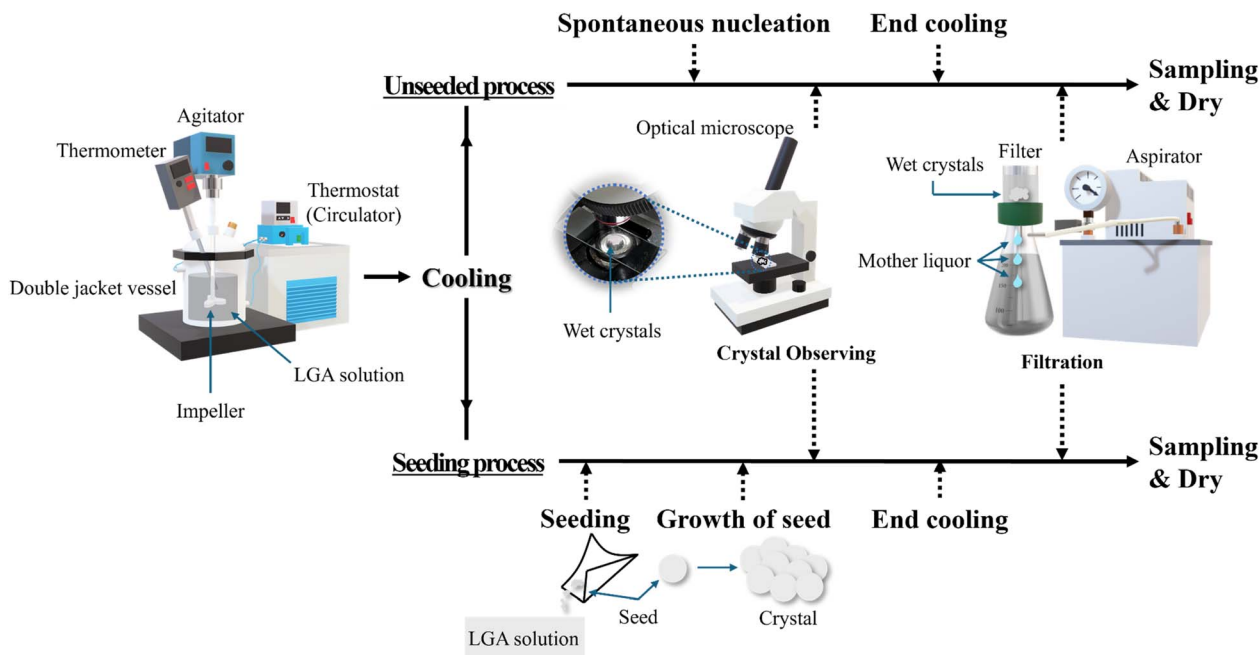 Spontaneous nucleation
End cooling
Unseeded process
Sampling
& Dry
Agitator
Thermometer
Thermostat
(Circulator)
Double jacket vessel
LGA solution
Impeller
Cooling
Optical microscope
Wet crystals
Crystal Observing
Filter
Wet crystals
Aspirator
Mother liquor
Filtration
Seeding process
Sampling
& Dry
Seeding
Growth of seed
End cooling
Seed
Crystal
LGA solution